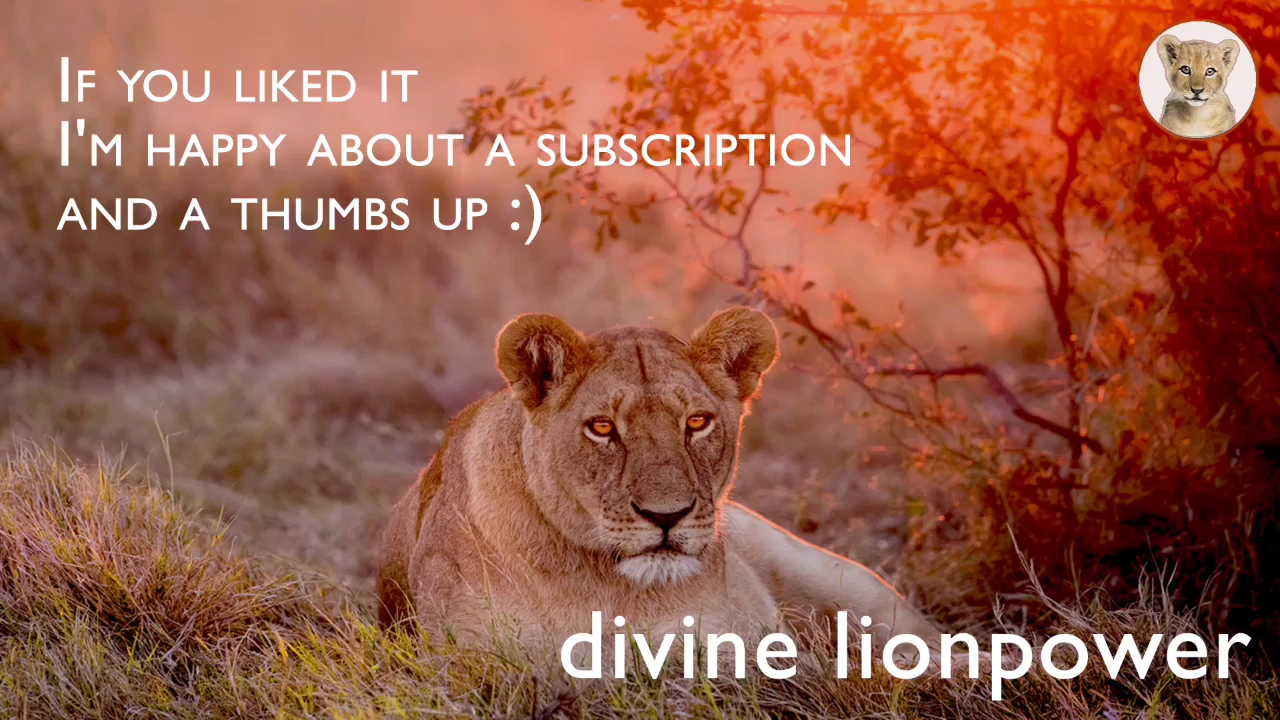 If you liked it
I'm happy about a subscription
and a thumbs up :)
divine lionpower